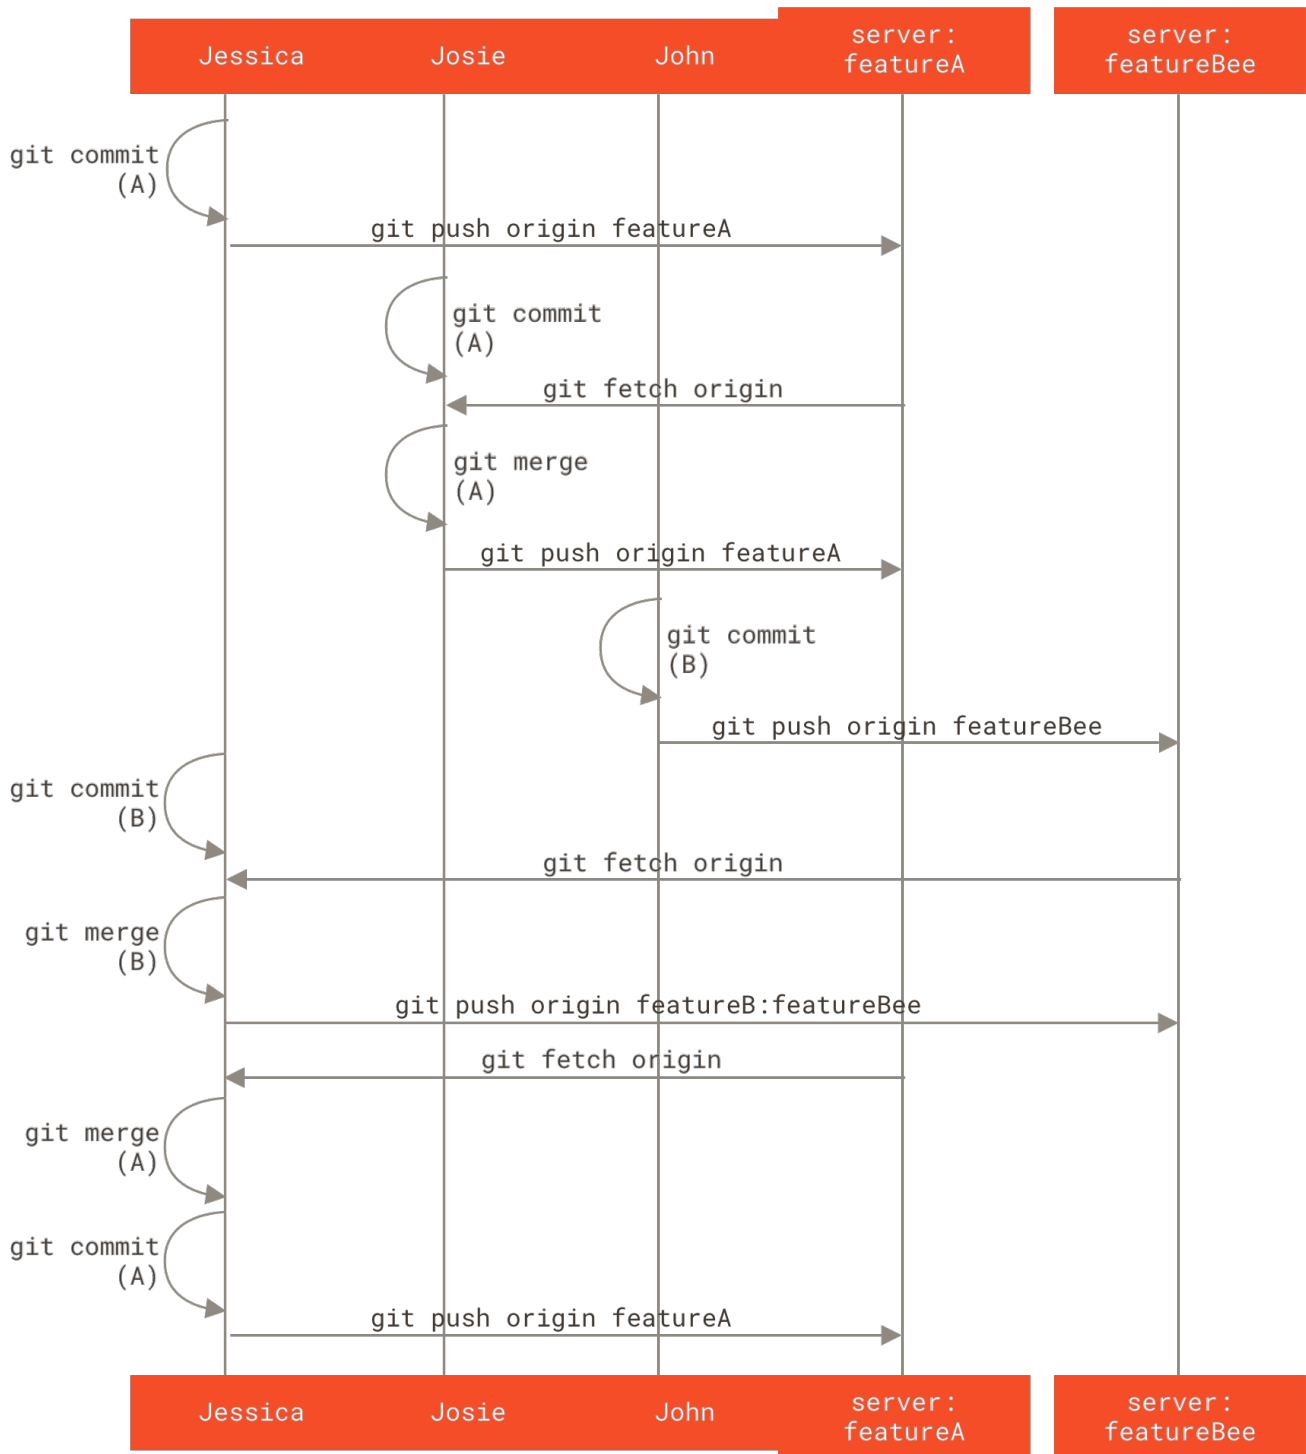 Jessica
Josie
John
server:
featureA
server:
featureBee
git commit
(A)
git push origin featureA
git commit
(A)
git fetch origin
git merge
(A)
git push origin featureA
git commit
(B)
git push origin featureBee
git commit
(B)
git fetch origin
git merge
(B)
git push origin featureB:featureBee
git fetch origin
git merge
(A)
git commit
(A)
git push origin featureA
Jessica
Josie
John
server:
featureA
server:
featureBee